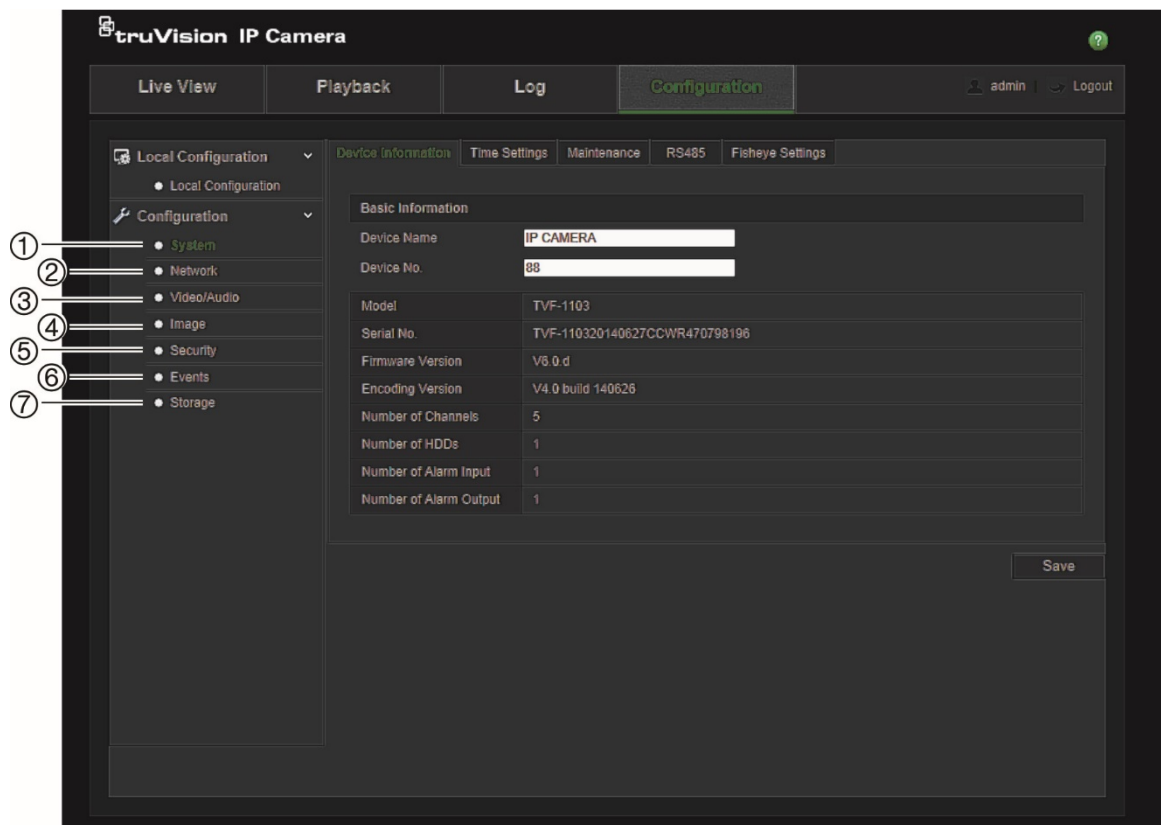 truVision IP Camera
?
Live View Playback Log Configuration admin Logout
Local Configuration
Local Configuration
Configuration
① System
② Network
③ Video/Audio
④ Image
⑤ Security
⑥ Events
⑦ Storage
Device Information Time Settings Maintenance RS485 Fisheye Settings
Basic Information
Device Name IP CAMERA
Device No. 88
Model TVF-1103
Serial No. TVF-110320140627CCWR470798196
Firmware Version V6.0.d
Encoding Version V4.0 build 140626
Number of Channels 5
Number of HDDs 1
Number of Alarm Input 1
Number of Alarm Output 1
Save